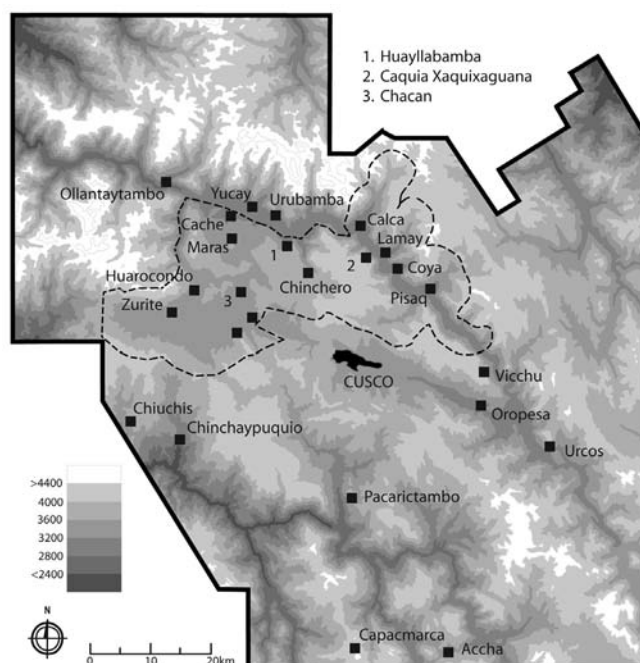 1. Huayllabamba
2. Caquia Xaquixaguana
3. Chacan
Ollantaytambo
Yucay
Urubamba
Cache
Calca
Maras
Lamay
1
2
Coya
Chinchero
Huarocondo
3
Pisaq
Zurite
CUSCO
Vicchu
Chiuchis
Oropesa
Chinchaypuquio
Urcos
>4400
4000
3600
3200
2800
<2400
Pacarictambo
N
Capacmarca
Accha
0 10 20km